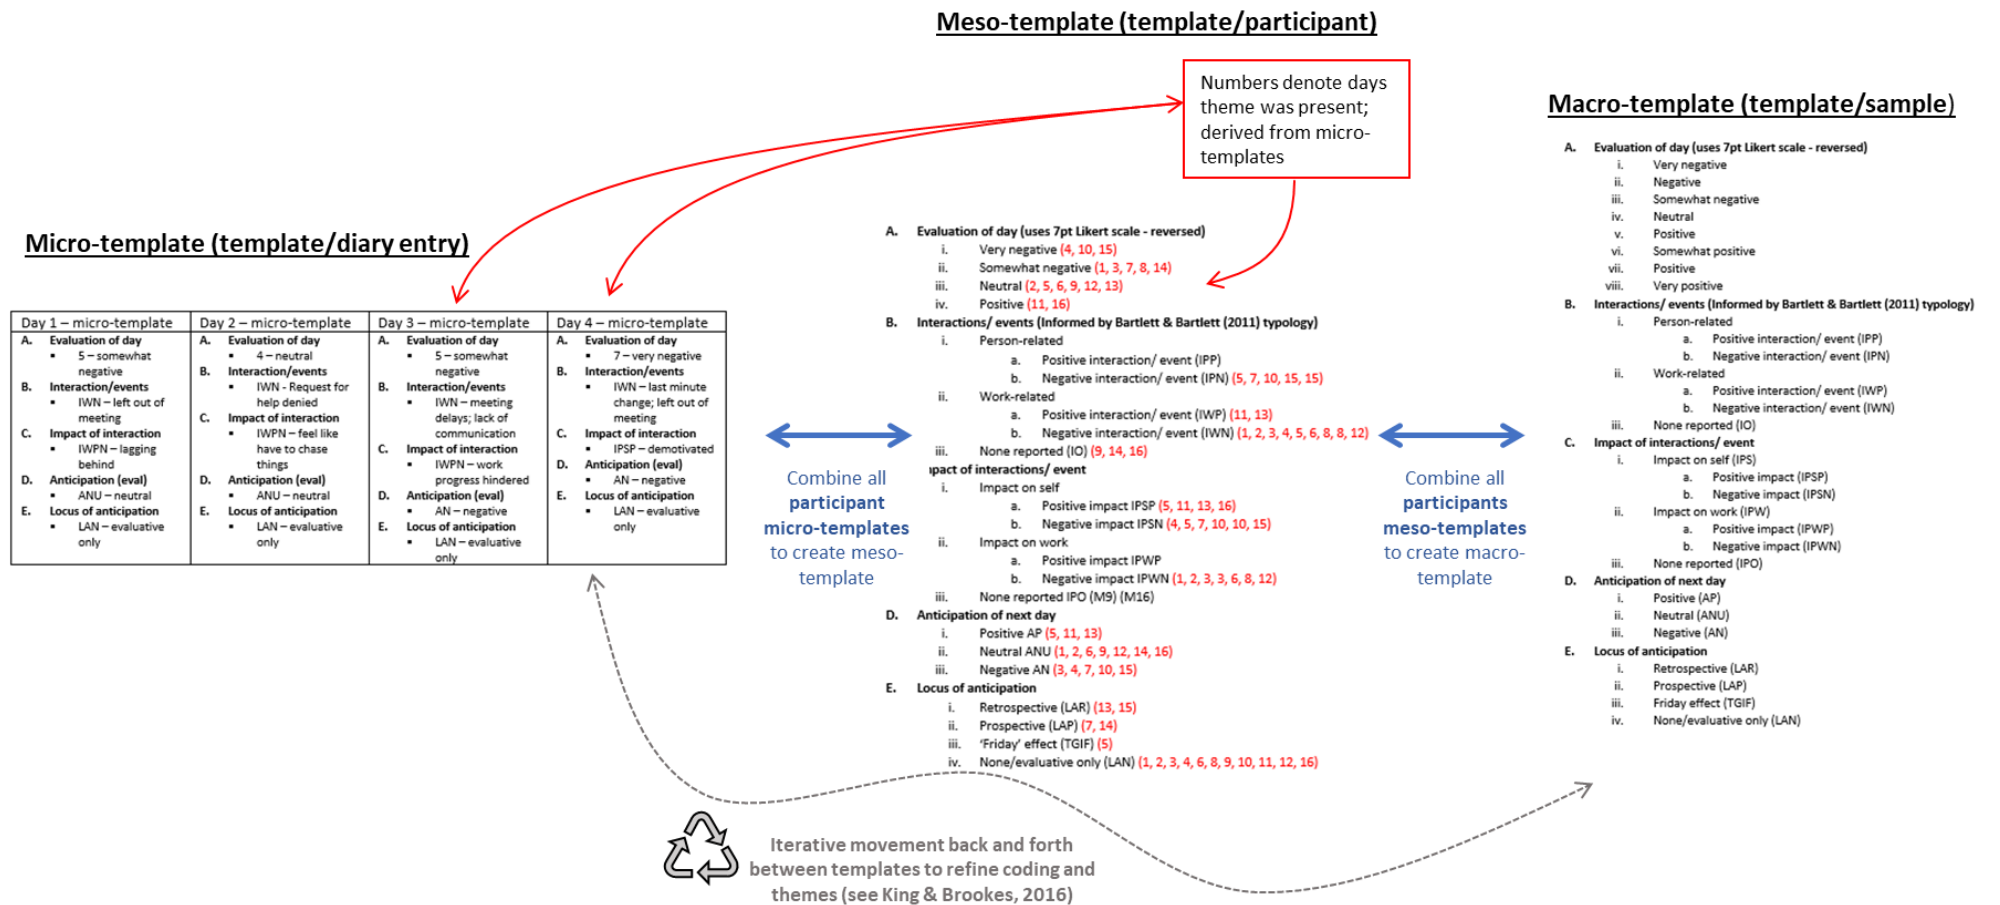 Meso-template (template/participant)
Numbers denote days
theme was present;
derived from micro-
templates
Macro-template (template/sample)
Micro-template (template/diary entry)
Day 1 – micro-template
A. Evaluation of day
▪ 5 – somewhat
negative
B. Interaction/events
▪ IWN – left out of
meeting
C. Impact of interaction
▪ IWPN – lagging
behind
D. Anticipation (eval)
▪ ANU – neutral
E. Locus of anticipation
▪ LAN – evaluative
only
Day 2 – micro-template
A. Evaluation of day
▪ 4 – neutral
B. Interaction/events
▪ IWN - Request for
help denied
C. Impact of interaction
▪ IWPN – feel like
have to chase
things
D. Anticipation (eval)
▪ ANU – neutral
E. Locus of anticipation
▪ LAN – evaluative
only
Day 3 – micro-template
A. Evaluation of day
▪ 5 – somewhat
negative
B. Interaction/events
▪ IWN – meeting
delays; lack of
communication
C. Impact of interaction
▪ IWPN – work
progress hindered
D. Anticipation (eval)
▪ AN – negative
E. Locus of anticipation
▪ LAN – evaluative
only
Day 4 – micro-template
A. Evaluation of day
▪ 7 – very negative
B. Interaction/events
▪ IWN – last minute
change; left out of
meeting
C. Impact of interaction
▪ IPSP – demotivated
D. Anticipation (eval)
▪ AN – negative
E. Locus of anticipation
▪ LAN – evaluative
only
Combine all
participant
micro-templates
to create meso-
template
A. Evaluation of day (uses 7pt Likert scale - reversed)
i. Very negative (4, 10, 15)
ii. Somewhat negative (1, 3, 7, 8, 14)
iii. Neutral (2, 5, 6, 9, 12, 13)
iv. Positive (11, 16)
B. Interactions/ events (Informed by Bartlett & Bartlett (2011) typology)
i. Person-related
a. Positive interaction/ event (IPP)
b. Negative interaction/ event (IPN) (5, 7, 10, 15, 15)
ii. Work-related
a. Positive interaction/ event (IWP) (11, 13)
b. Negative interaction/ event (IWN) (1, 2, 3, 4, 5, 6, 8, 8, 12)
iii. None reported (IO) (9, 14, 16)
pact of interactions/ event
i. Impact on self
a. Positive impact IPSP (5, 11, 13, 16)
b. Negative impact IPSN (4, 5, 7, 10, 10, 15)
ii. Impact on work
a. Positive impact IPWP
b. Negative impact IPWN (1, 2, 3, 3, 6, 8, 12)
iii. None reported IPO (M9) (M16)
D. Anticipation of next day
i. Positive AP (5, 11, 13)
ii. Neutral ANU (1, 2, 6, 9, 12, 14, 16)
iii. Negative AN (3, 4, 7, 10, 15)
E. Locus of anticipation
i. Retrospective (LAR) (13, 15)
ii. Prospective (LAP) (7, 14)
iii. ‘Friday’ effect (TGIF) (5)
iv. None/evaluative only (LAN) (1, 2, 3, 4, 6, 8, 9, 10, 11, 12, 16)
Combine all
participants
meso-templates
to create macro-
template
A. Evaluation of day (uses 7pt Likert scale - reversed)
i. Very negative
ii. Negative
iii. Somewhat negative
iv. Neutral
v. Positive
vi. Somewhat positive
vii. Positive
viii. Very positive
B. Interactions/ events (Informed by Bartlett & Bartlett (2011) typology)
i. Person-related
a. Positive interaction/ event (IPP)
b. Negative interaction/ event (IPN)
ii. Work-related
a. Positive interaction/ event (IWP)
b. Negative interaction/ event (IWN)
iii. None reported (IO)
C. Impact of interactions/ event
i. Impact on self (IPS)
a. Positive impact (IPSP)
b. Negative impact (IPSN)
ii. Impact on work (IPW)
a. Positive impact (IPWP)
b. Negative impact (IPWN)
iii. None reported (IPO)
D. Anticipation of next day
i. Positive (AP)
ii. Neutral (ANU)
iii. Negative (AN)
E. Locus of anticipation
i. Retrospective (LAR)
ii. Prospective (LAP)
iii. Friday effect (TGIF)
iv. None/evaluative only (LAN)
Iterative movement back and forth
between templates to refine coding and
themes (see King & Brookes, 2016)